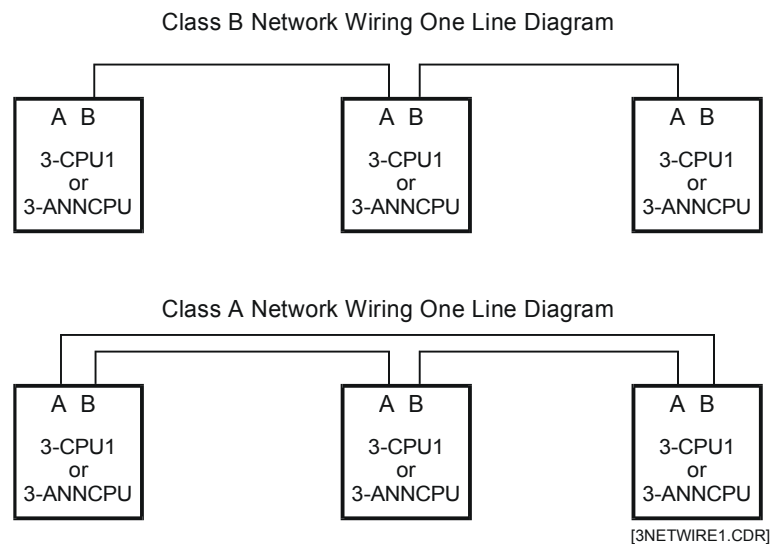 Class B Network Wiring One Line Diagram
A B A B A B
3-CPU1 3-CPU1 3-CPU1
or or or
3-ANNCPU 3-ANNCPU 3-ANNCPU
Class A Network Wiring One Line Diagram
A B A B A B
3-CPU1 3-CPU1 3-CPU1
or or or
3-ANNCPU 3-ANNCPU 3-ANNCPU
[3NETWIRE1.CDR]